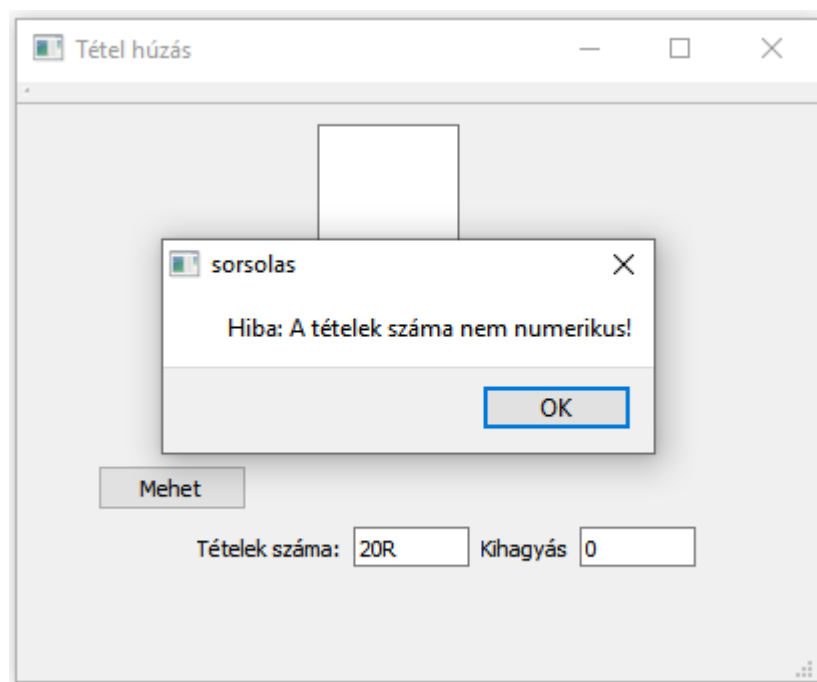 Tétel húzás
sorsolas
Hiba: A tételek száma nem numerikus!
OK
Mehet
Tételek száma: 20R Kihagyás 0